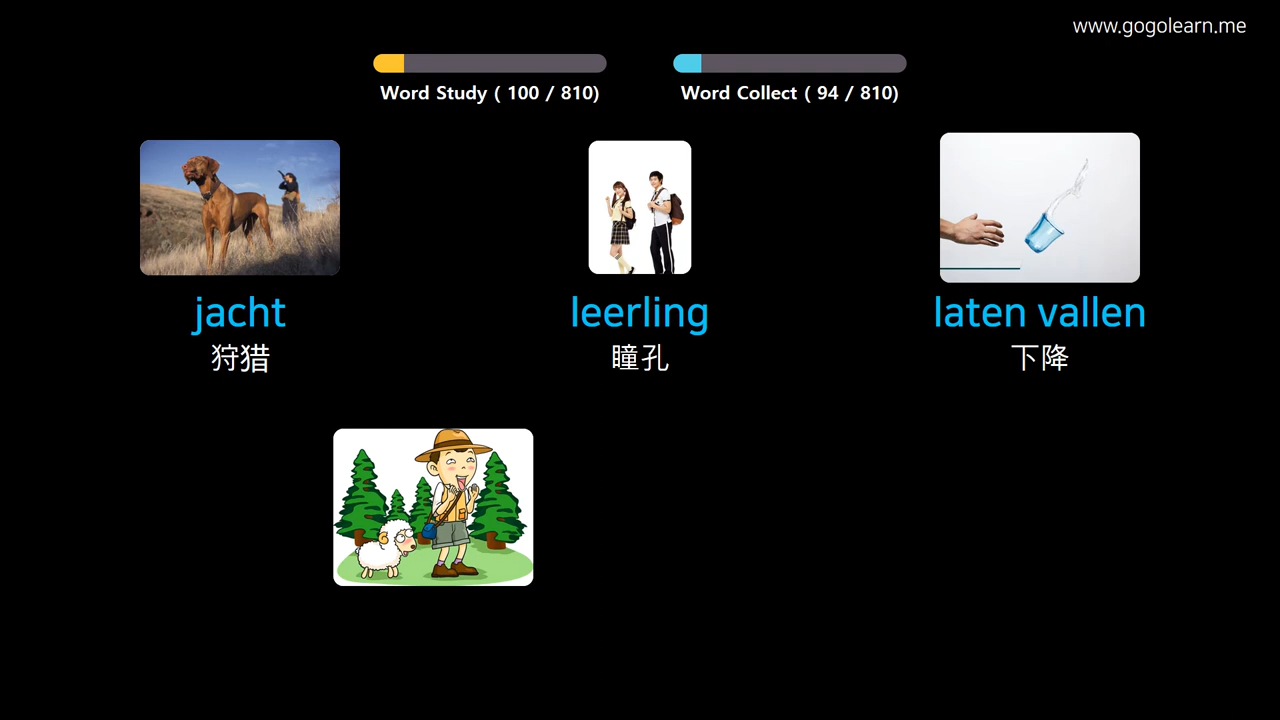 www.gogolearn.me
Word Study ( 100 / 810)
Word Collect ( 94 / 810)
jacht
leerling
laten vallen
狩猎
瞳孔
下降